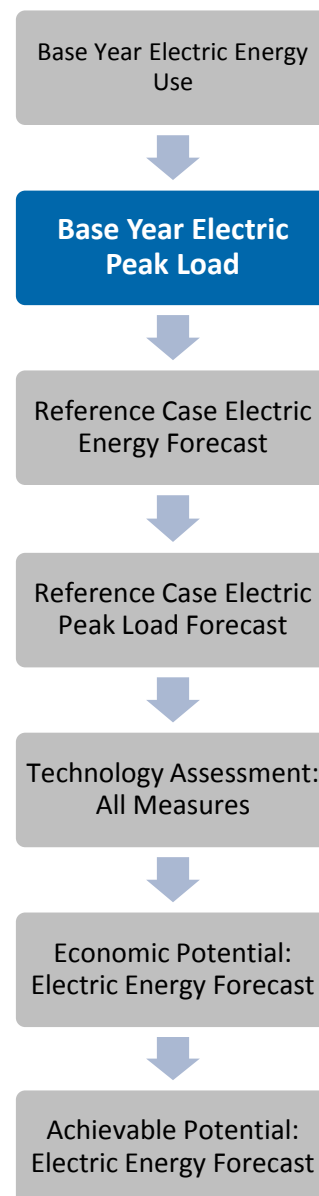 Base Year Electric Energy
Use
Base Year Electric
Peak Load
Reference Case Electric
Energy Forecast
Reference Case Electric
Peak Load Forecast
Technology Assessment:
All Measures
Economic Potential:
Electric Energy Forecast
Achievable Potential:
Electric Energy Forecast